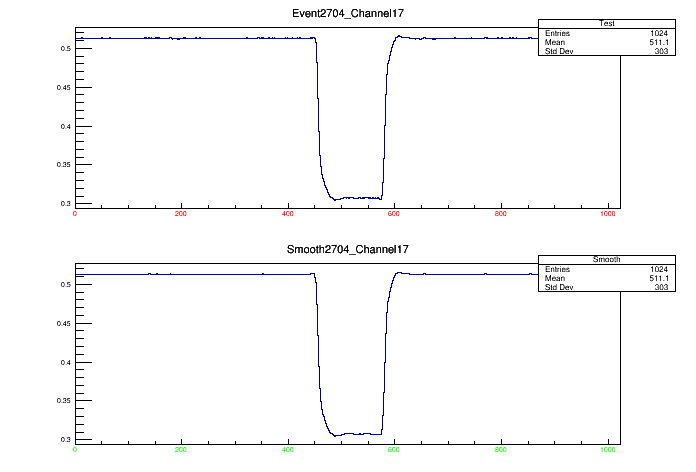 Event2704_Channel17
Test
Entries 1024
Mean 511.1
Std Dev 303
0.5
0.45
0.4
0.35
0.3
0 200 400 600 800 1000
Smooth2704_Channel17
Smooth
Entries 1024
Mean 511.1
Std Dev 303
0.5
0.45
0.4
0.35
0.3
0 200 400 600 800 1000